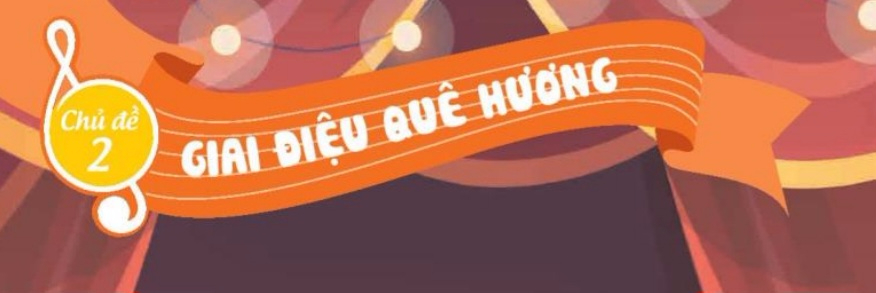 Chủ đề
2
GIAI ĐIỆU QUÊ HƯƠNG